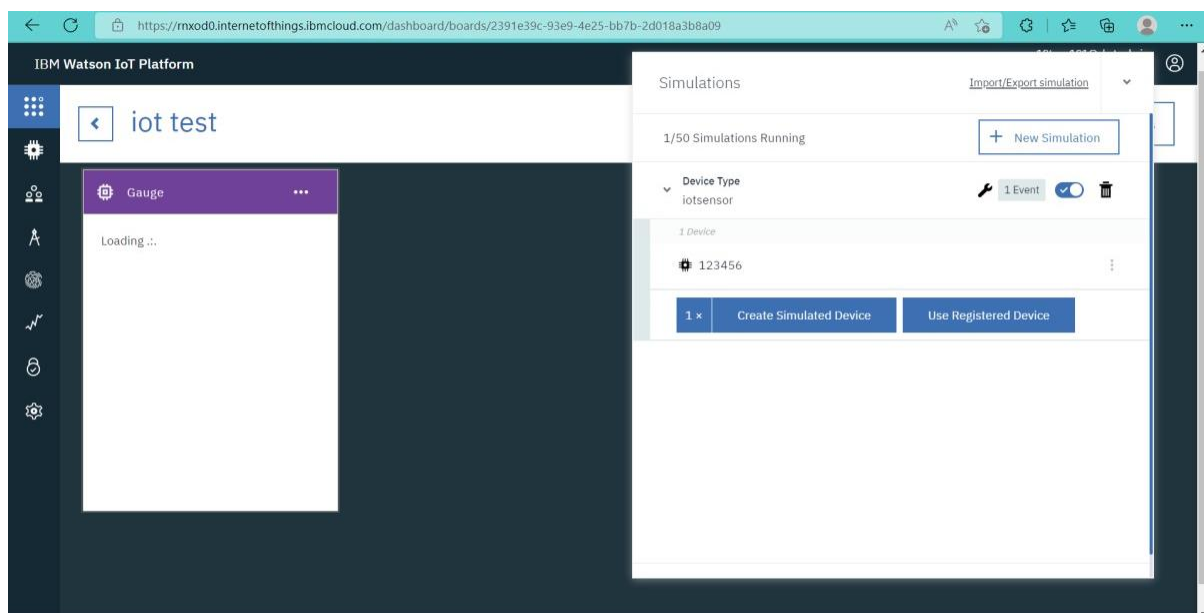 https://rnxod0.internetofthings.ibmcloud.com/dashboard/boards/2391e39c-93e9-4e25-bb7b-2d018a3b8a09
IBM Watson IoT Platform
iot test
Gauge
Loading .:.
Simulations
Import/Export simulation
1/50 Simulations Running
+ New Simulation
Device Type
iotsensor
1 Event
1 Device
123456
1 ×
Create Simulated Device
Use Registered Device